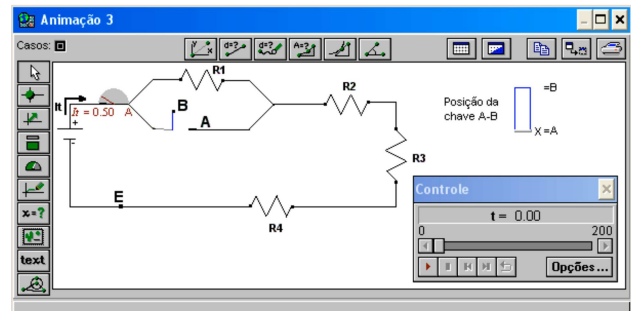 Animação 3
Casos:
d=?
d=?
A=?
R1
R2
It
It = 0.50 A
+
-
B
A
R3
E
R4
Posição da
chave A-B
=B
X =A
x=?
text
Controle
t = 0.00
0 200
Opções...